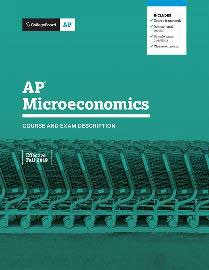 CollegeBoard
AP®
INCLUDES
AP®
Microeconomics
COURSE AND EXAM DESCRIPTION
Effective
Fall 2019